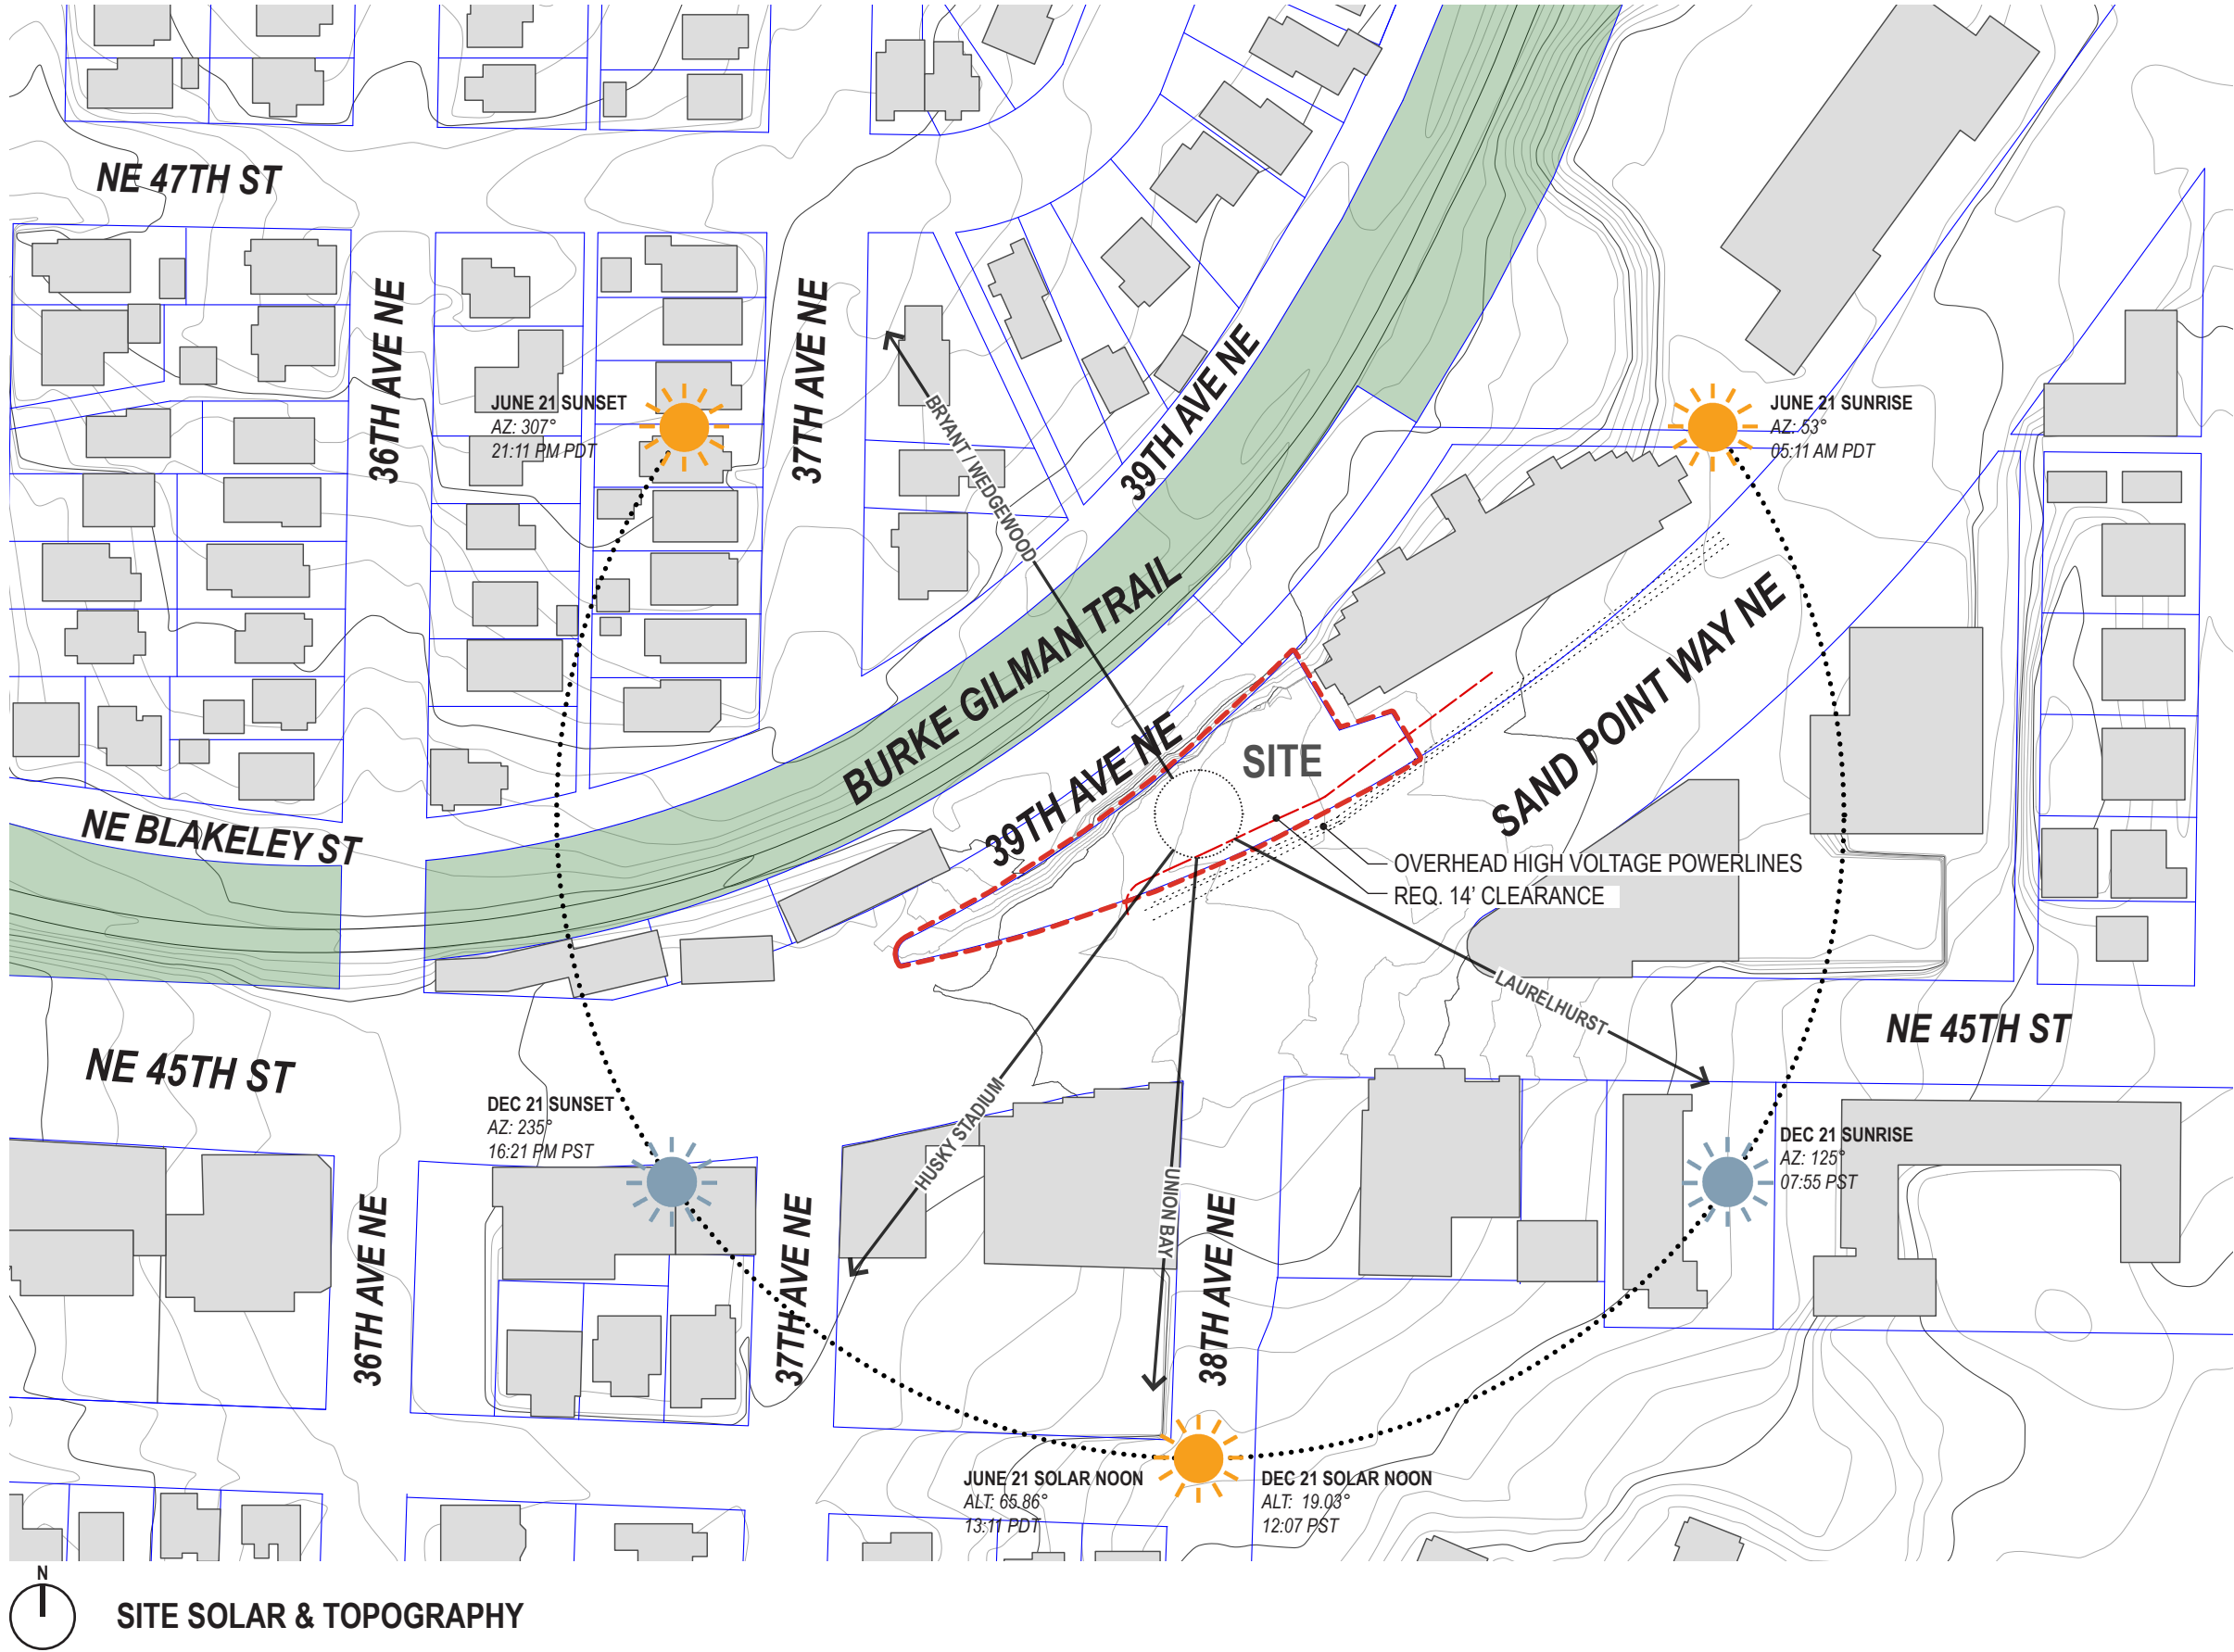 NE 47TH ST
36TH AVE NE
37TH AVE NE
39TH AVE NE
BRYANT / WEDGEWOOD
JUNE 21 SUNSET
AZ: 307°
21:11 PM PDT
JUNE 21 SUNRISE
AZ: 53°
05:11 AM PDT
BURKE GILMAN TRAIL
39TH AVE NE
SITE
SAND POINT WAY NE
NE BLAKELEY ST
OVERHEAD HIGH VOLTAGE POWERLINES
REQ. 14' CLEARANCE
LAURELHURST
NE 45TH ST
NE 45TH ST
DEC 21 SUNSET
AZ: 235°
16:21 PM PST
HUSKY STADIUM
UNION BAY
DEC 21 SUNRISE
AZ: 125°
07:55 PST
36TH AVE NE
37TH AVE NE
38TH AVE NE
JUNE 21 SOLAR NOON
ALT: 65.86°
13:11 PDT
DEC 21 SOLAR NOON
ALT: 19.03°
12:07 PST
N
SITE SOLAR & TOPOGRAPHY